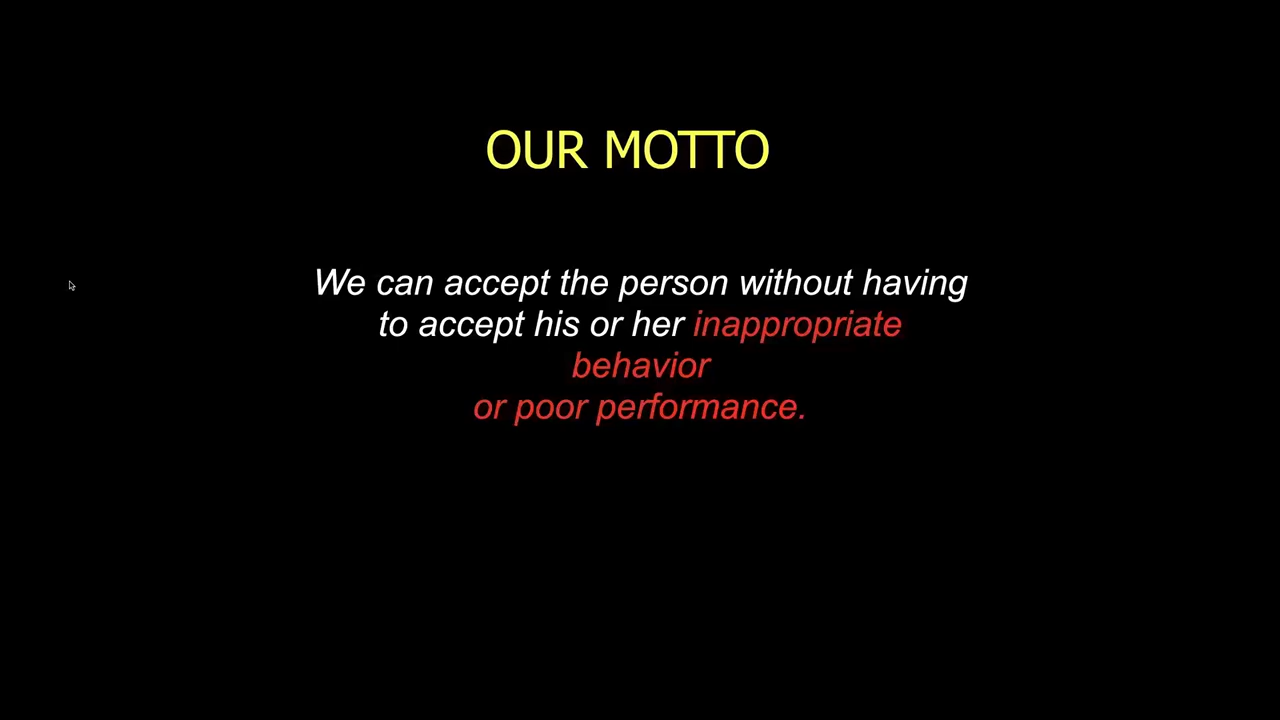 OUR MOTTO
We can accept the person without having
to accept his or her inappropriate
behavior
or poor performance.